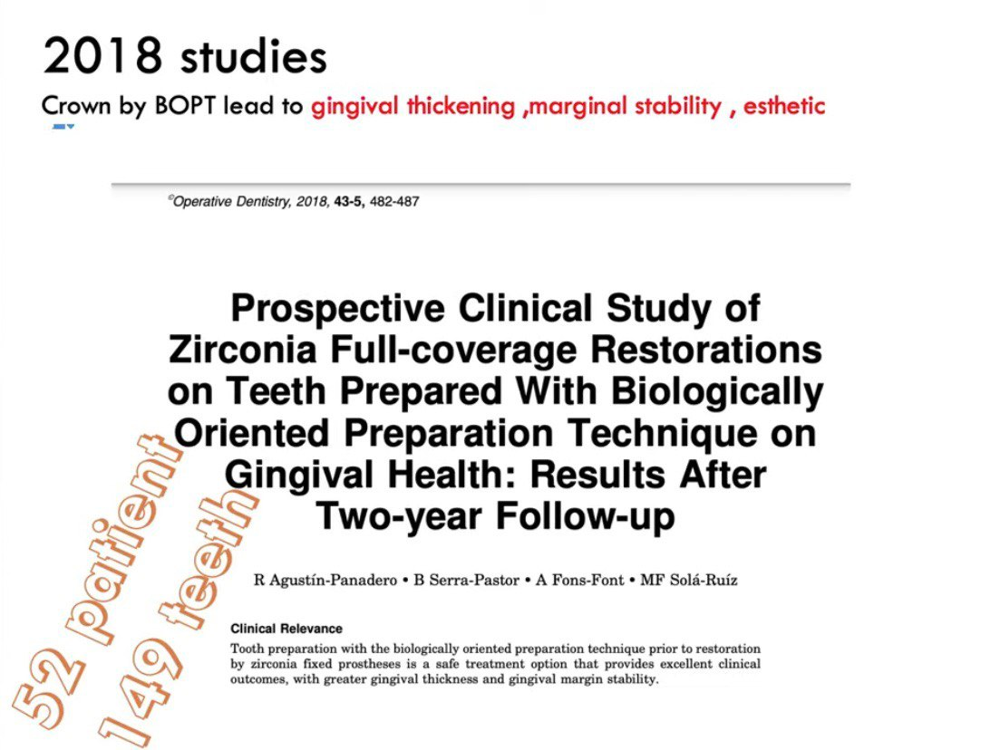 2018 studies
Crown by BOPT lead to gingival thickening ,marginal stability , esthetic
©Operative Dentistry, 2018, 43-5, 482-487
Prospective Clinical Study of
Zirconia Full-coverage Restorations
on Teeth Prepared With Biologically
Oriented Preparation Technique on
Gingival Health: Results After
Two-year Follow-up
52 patient
149 teeth
R Agustín-Panadero • B Serra-Pastor • A Fons-Font • MF Solá-Ruíz
Clinical Relevance
Tooth preparation with the biologically oriented preparation technique prior to restoration
by zirconia fixed prostheses is a safe treatment option that provides excellent clinical
outcomes, with greater gingival thickness and gingival margin stability.